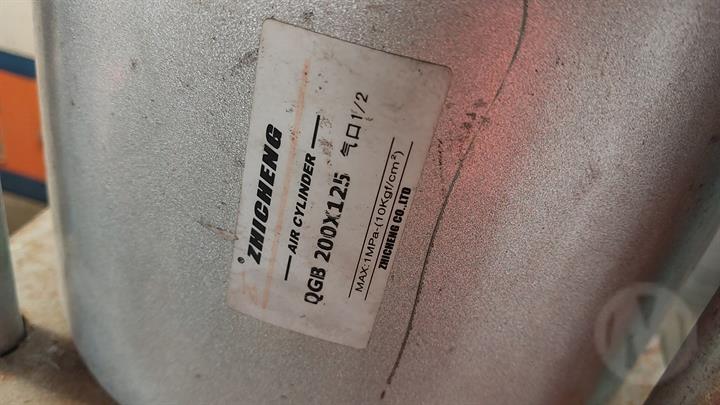 ® ZHICHENG
— AIR CYLINDER —
QGB 200X125 气口1/2
MAX:1MPa-(10Kgf/cm²)
ZHICHENG CO.,LTD
M